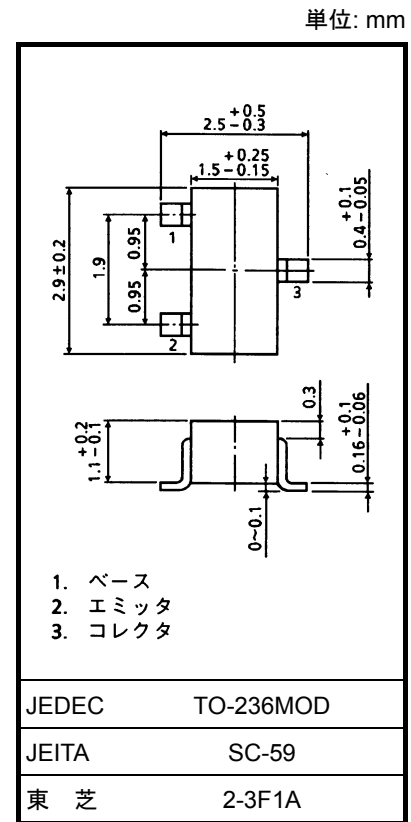 単位: mm
+0.5
2.5-0.3
+0.25
1.5-0.15
2.9±0.2
1.9
0.95
0.95
+0.1
0.4-0.05
1
2
3
+0.2
1.1-0.1
0.3
+0.1
0.16-0.06
0~0.1
1. ベース
2. エミッタ
3. コレクタ
JEDEC TO-236MOD
JEITA SC-59
東 芝 2-3F1A